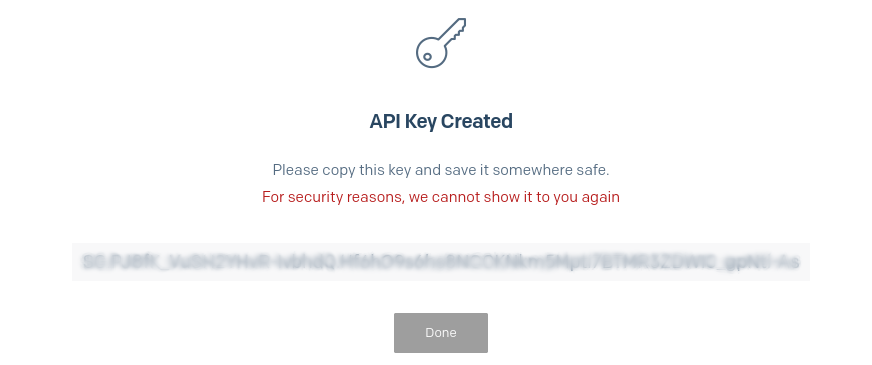 API Key Created
Please copy this key and save it somewhere safe.
For security reasons, we cannot show it to you again
Done